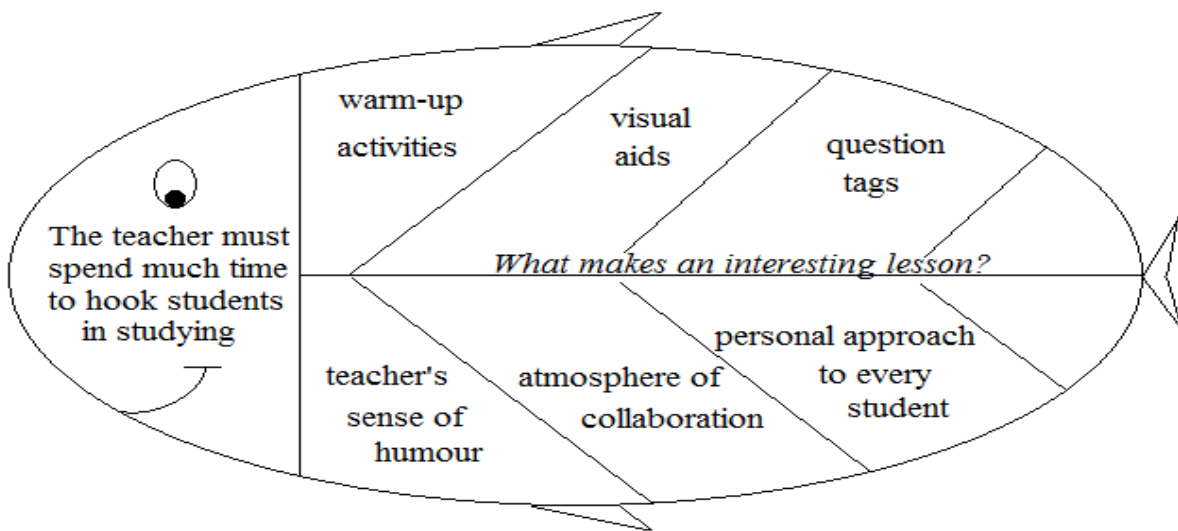 warm-up
activities
visual
aids
question
tags
The teacher must
spend much time
to hook students
in studying
What makes an interesting lesson?
teacher's
sense of
humour
atmosphere of
collaboration
personal approach
to every
student